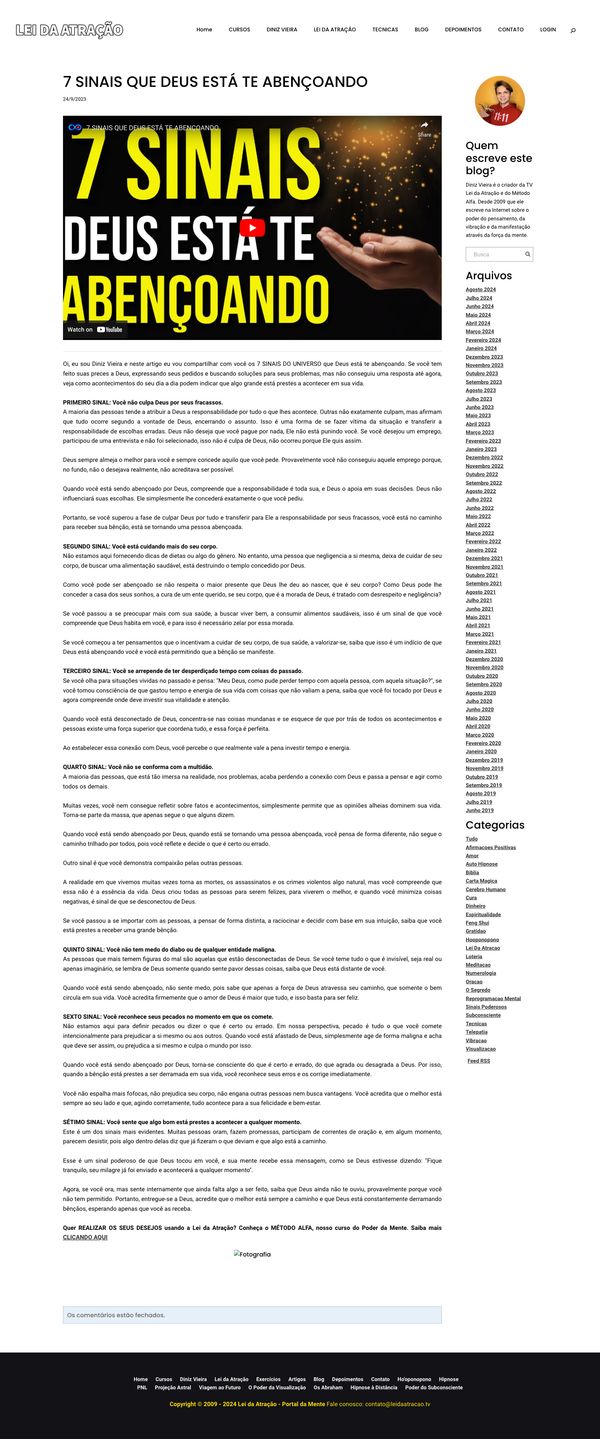 LEI DA ATRAÇÃO
Home CURSOS DINIZ VIEIRA LEI DA ATRAÇÃO TECNICAS BLOG DEPOIMENTOS CONTATO LOGIN
7 SINAIS QUE DEUS ESTÁ TE ABENÇOANDO
24/9/2023
7 SINAIS QUE DEUS ESTÁ TE ABENÇOANDO
Share
7 SINAIS
DEUS ESTÁ TE
ABENÇOANDO
Watch on YouTube
Oi, eu sou Diniz Vieira e neste artigo eu vou compartilhar com você os 7 SINAIS DO UNIVERSO que Deus está te abençoando. Se você tem
feito suas preces a Deus, expressando seus pedidos e buscando soluções para seus problemas, mas não conseguiu uma resposta até agora,
veja como acontecimentos do seu dia a dia podem indicar que algo grande está prestes a acontecer em sua vida.
PRIMEIRO SINAL: Você não culpa Deus por seus fracassos.
A maioria das pessoas tende a atribuir a Deus a responsabilidade por tudo o que lhes acontece. Outras não exatamente culpam, mas afirmam
que tudo ocorre segundo a vontade de Deus, encerrando o assunto. Isso é uma forma de se fazer vítima da situação e transferir a
responsabilidade de escolhas erradas. Deus não deseja que você pague por nada, Ele não está punindo você. Se você desejou um emprego,
participou de uma entrevista e não foi selecionado, isso não é culpa de Deus, não ocorreu porque Ele quis assim.
Deus sempre almeja o melhor para você e sempre concede aquilo que você pede. Provavelmente você não conseguiu aquele emprego porque,
no fundo, não o desejava realmente, não acreditava ser possível.
Quando você está sendo abençoado por Deus, compreende que a responsabilidade é toda sua, e Deus o apoia em suas decisões. Deus não
influenciará suas escolhas. Ele simplesmente lhe concederá exatamente o que você pediu.
Portanto, se você superou a fase de culpar Deus por tudo e transferir para Ele a responsabilidade por seus fracassos, você está no caminho
para receber sua bênção, está se tornando uma pessoa abençoada.
SEGUNDO SINAL: Você está cuidando mais do seu corpo.
Não estamos aqui fornecendo dicas de dietas ou algo do gênero. No entanto, uma pessoa que negligencia a si mesma, deixa de cuidar de seu
corpo, de buscar uma alimentação saudável, está destruindo o templo concedido por Deus.
Como você pode ser abençoado se não respeita o maior presente que Deus lhe deu ao nascer, que é seu corpo? Como Deus pode lhe
conceder a casa dos seus sonhos, a cura de um ente querido, se seu corpo, que é a morada de Deus, é tratado com desrespeito e negligência?
Se você passou a se preocupar mais com sua saúde, a buscar viver bem, a consumir alimentos saudáveis, isso é um sinal de que você
compreende que Deus habita em você, e para isso é necessário zelar por essa morada.
Se você começou a ter pensamentos que o incentivam a cuidar de seu corpo, de sua saúde, a valorizar-se, saiba que isso é um indício de que
Deus está abençoando você e você está permitindo que a bênção se manifeste.
TERCEIRO SINAL: Você se arrepende de ter desperdiçado tempo com coisas do passado.
Se você olha para situações vividas no passado e pensa: "Meu Deus, como pude perder tempo com aquela pessoa, com aquela situação?", se
você tomou consciência de que gastou tempo e energia de sua vida com coisas que não valiam a pena, saiba que você foi tocado por Deus e
agora compreende onde deve investir sua vitalidade e atenção.
Quando você está desconectado de Deus, concentra-se nas coisas mundanas e se esquece de que por trás de todos os acontecimentos e
pessoas existe uma força superior que coordena tudo, e essa força é perfeita.
Ao estabelecer essa conexão com Deus, você percebe o que realmente vale a pena investir tempo e energia.
QUARTO SINAL: Você não se conforma com a multidão.
A maioria das pessoas, que está tão imersa na realidade, nos problemas, acaba perdendo a conexão com Deus e passa a pensar e agir como
todos os demais.
Muitas vezes, você nem consegue refletir sobre fatos e acontecimentos, simplesmente permite que as opiniões alheias dominem sua vida.
Torna-se parte da massa, que apenas segue o que alguns dizem.
Quando você está sendo abençoado por Deus, quando está se tornando uma pessoa abençoada, você pensa de forma diferente, não segue o
caminho trilhado por todos, pois você reflete e decide o que é certo ou errado.
Outro sinal é que você demonstra compaixão pelas outras pessoas.
A realidade em que vivemos muitas vezes torna as mortes, os assassinatos e os crimes violentos algo natural, mas você compreende que
essa não é a essência da vida. Deus criou todas as pessoas para serem felizes, para viverem o melhor, e quando você minimiza coisas
negativas, é sinal de que se desconectou de Deus.
Se você passou a se importar com as pessoas, a pensar de forma distinta, a raciocinar e decidir com base em sua intuição, saiba que você
está prestes a receber uma grande bênção.
QUINTO SINAL: Você não tem medo do diabo ou de qualquer entidade maligna.
As pessoas que mais temem figuras do mal são aquelas que estão desconectadas de Deus. Se você teme tudo o que é invisível, seja real ou
apenas imaginário, se lembra de Deus somente quando sente pavor dessas coisas, saiba que Deus está distante de você.
Quando você está sendo abençoado, não sente medo, pois sabe que apenas a força de Deus atravessa seu caminho, que somente o bem
circula em sua vida. Você acredita firmemente que o amor de Deus é maior que tudo, e isso basta para ser feliz.
SEXTO SINAL: Você reconhece seus pecados no momento em que os comete.
Não estamos aqui para definir pecados ou dizer o que é certo ou errado. Em nossa perspectiva, pecado é tudo o que você comete
intencionalmente para prejudicar a si mesmo ou aos outros. Quando você está afastado de Deus, simplesmente age de forma maligna e acha
que deve ser assim, ou prejudica a si mesmo e culpa o mundo por isso.
Quando você está sendo abençoado por Deus, torna-se consciente do que é certo e errado, do que agrada ou desagrada a Deus. Por isso,
quando a bênção está prestes a ser derramada em sua vida, você reconhece seus erros e os corrige imediatamente.
Você não espalha mais fofocas, não prejudica seu corpo, não engana outras pessoas nem busca vantagens. Você acredita que o melhor está
sempre ao seu lado e que, agindo corretamente, tudo acontece para a sua felicidade e bem-estar.
SÉTIMO SINAL: Você sente que algo bom está prestes a acontecer a qualquer momento.
Este é um dos sinais mais evidentes. Muitas pessoas oram, fazem promessas, participam de correntes de oração e, em algum momento,
parecem desistir, pois algo dentro delas diz que já fizeram o que deviam e que algo está a caminho.
Esse é um sinal poderoso de que Deus tocou em você, e sua mente recebe essa mensagem, como se Deus estivesse dizendo: "Fique
tranquilo, seu milagre já foi enviado e acontecerá a qualquer momento".
Agora, se você ora, mas sente internamente que ainda falta algo a ser feito, saiba que Deus ainda não te ouviu, provavelmente porque você
não tem permitido. Portanto, entregue-se a Deus, acredite que o melhor está sempre a caminho e que Deus está constantemente derramando
bênçãos, esperando apenas que você as receba.
Quer REALIZAR OS SEUS DESEJOS usando a Lei da Atração? Conheça o MÉTODO ALFA, nosso curso do Poder da Mente. Saiba mais
CLICANDO AQUI
Fotografia
Os comentários estão fechados.
11:11
Quem
escreve este
blog?
Diniz Vieira é o criador da TV
Lei da Atração e do Método
Alfa. Desde 2009 que ele
escreve na Internet sobre o
poder do pensamento, da
vibração e da manifestação
através da força da mente.
Busca
Arquivos
Agosto 2024
Julho 2024
Junho 2024
Maio 2024
Abril 2024
Março 2024
Fevereiro 2024
Janeiro 2024
Dezembro 2023
Novembro 2023
Outubro 2023
Setembro 2023
Agosto 2023
Junho 2023
Maio 2023
Abril 2023
Março 2023
Fevereiro 2023
Janeiro 2023
Dezembro 2022
Novembro 2022
Outubro 2022
Setembro 2022
Agosto 2022
Julho 2022
Junho 2022
Maio 2022
Abril 2022
Março 2022
Fevereiro 2022
Janeiro 2022
Dezembro 2021
Novembro 2021
Outubro 2021
Setembro 2021
Agosto 2021
Julho 2021
Junho 2021
Maio 2021
Abril 2021
Março 2021
Fevereiro 2021
Janeiro 2021
Dezembro 2020
Novembro 2020
Outubro 2020
Setembro 2020
Agosto 2020
Julho 2020
Junho 2020
Maio 2020
Abril 2020
Março 2020
Fevereiro 2020
Janeiro 2020
Dezembro 2019
Novembro 2019
Outubro 2019
Setembro 2019
Agosto 2019
Julho 2019
Junho 2019
Categorias
Tudo
Afirmacoes Positivas
Amor
Auto Hipnose
Biblia
Carta Magica
Cerebro Humano
Cura
Dinheiro
Espiritualidade
Feng Shui
Gratidao
Hooponopono
Lei Da Atracao
Loteria
Meditacao
Numerologia
Oracao
O Segredo
Reprogramacao Mental
Sinais Poderosos
Subconsciente
Tecnicas
Telepatia
Vibracao
Visualizacao
Feed RSS
Home Cursos Diniz Vieira Lei da Atração Exercícios Artigos Blog Depoimentos Contato Ho'oponopono Hipnose
PNL Projeção Astral Viagem ao Futuro O Poder da Visualização Os Abraham Hipnose à Distância Poder do Subconsciente
Copyright © 2009 - 2024 Lei da Atração - Portal da Mente Fale conosco: contato@leidaatracao.tv